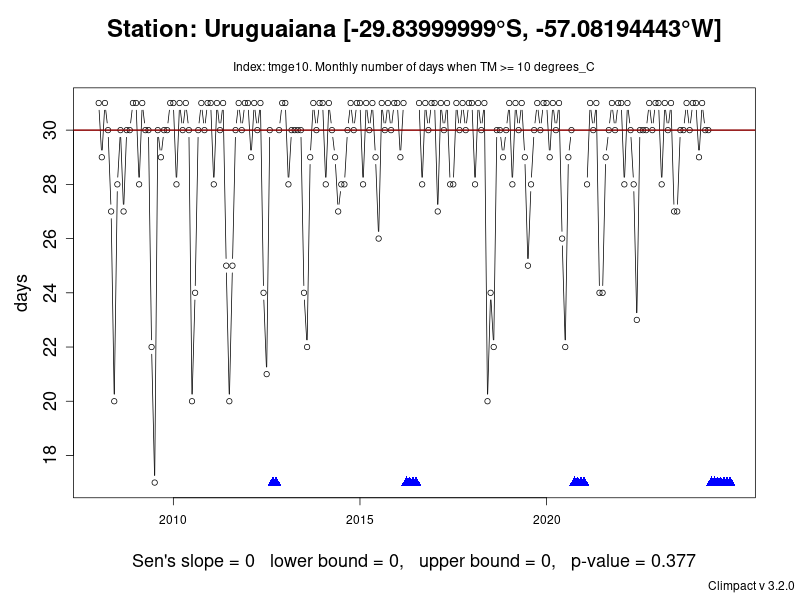 Station: Uruguaiana [-29.83999999°S, -57.08194443°W]
Index: tmge10. Monthly number of days when TM >= 10 degrees_C
days
30
28
26
24
22
20
18
2010 2015 2020
Sen's slope = 0 lower bound = 0, upper bound = 0, p-value = 0.377
Climpact v 3.2.0